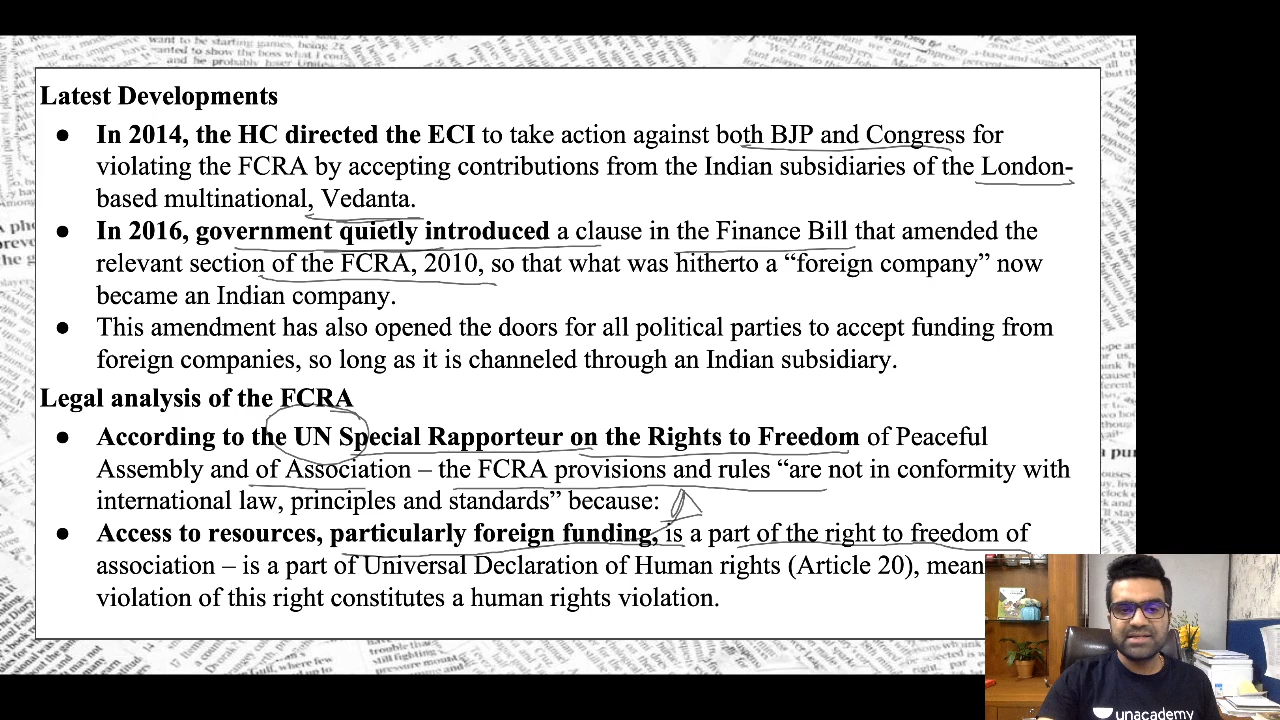 Latest Developments
● In 2014, the HC directed the ECI to take action against both BJP and Congress for
violating the FCRA by accepting contributions from the Indian subsidiaries of the London-
based multinational, Vedanta.
● In 2016, government quietly introduced a clause in the Finance Bill that amended the
relevant section of the FCRA, 2010, so that what was hitherto a “foreign company” now
became an Indian company.
● This amendment has also opened the doors for all political parties to accept funding from
foreign companies, so long as it is channeled through an Indian subsidiary.
Legal analysis of the FCRA
● According to the UN Special Rapporteur on the Rights to Freedom of Peaceful
Assembly and of Association – the FCRA provisions and rules “are not in conformity with
international law, principles and standards” because:
● Access to resources, particularly foreign funding, is a part of the right to freedom of
association – is a part of Universal Declaration of Human rights (Article 20), mean
violation of this right constitutes a human rights violation.
unacademy